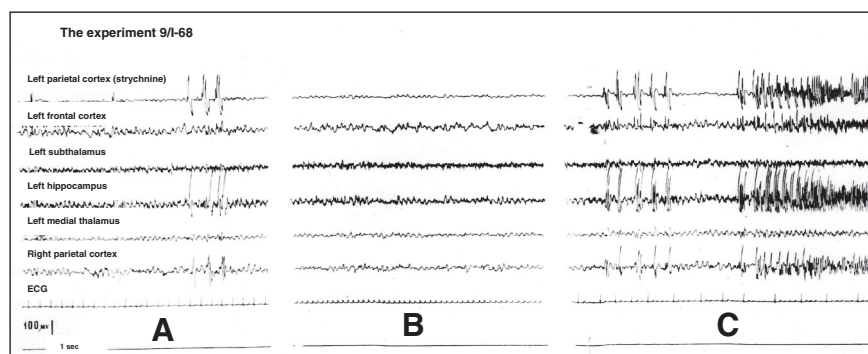 The experiment 9/I-68
Left parietal cortex (strychnine)
Left frontal cortex
Left subthalamus
Left hippocampus
Left medial thalamus
Right parietal cortex
ECG
100 µV
1 sec
A
B
C